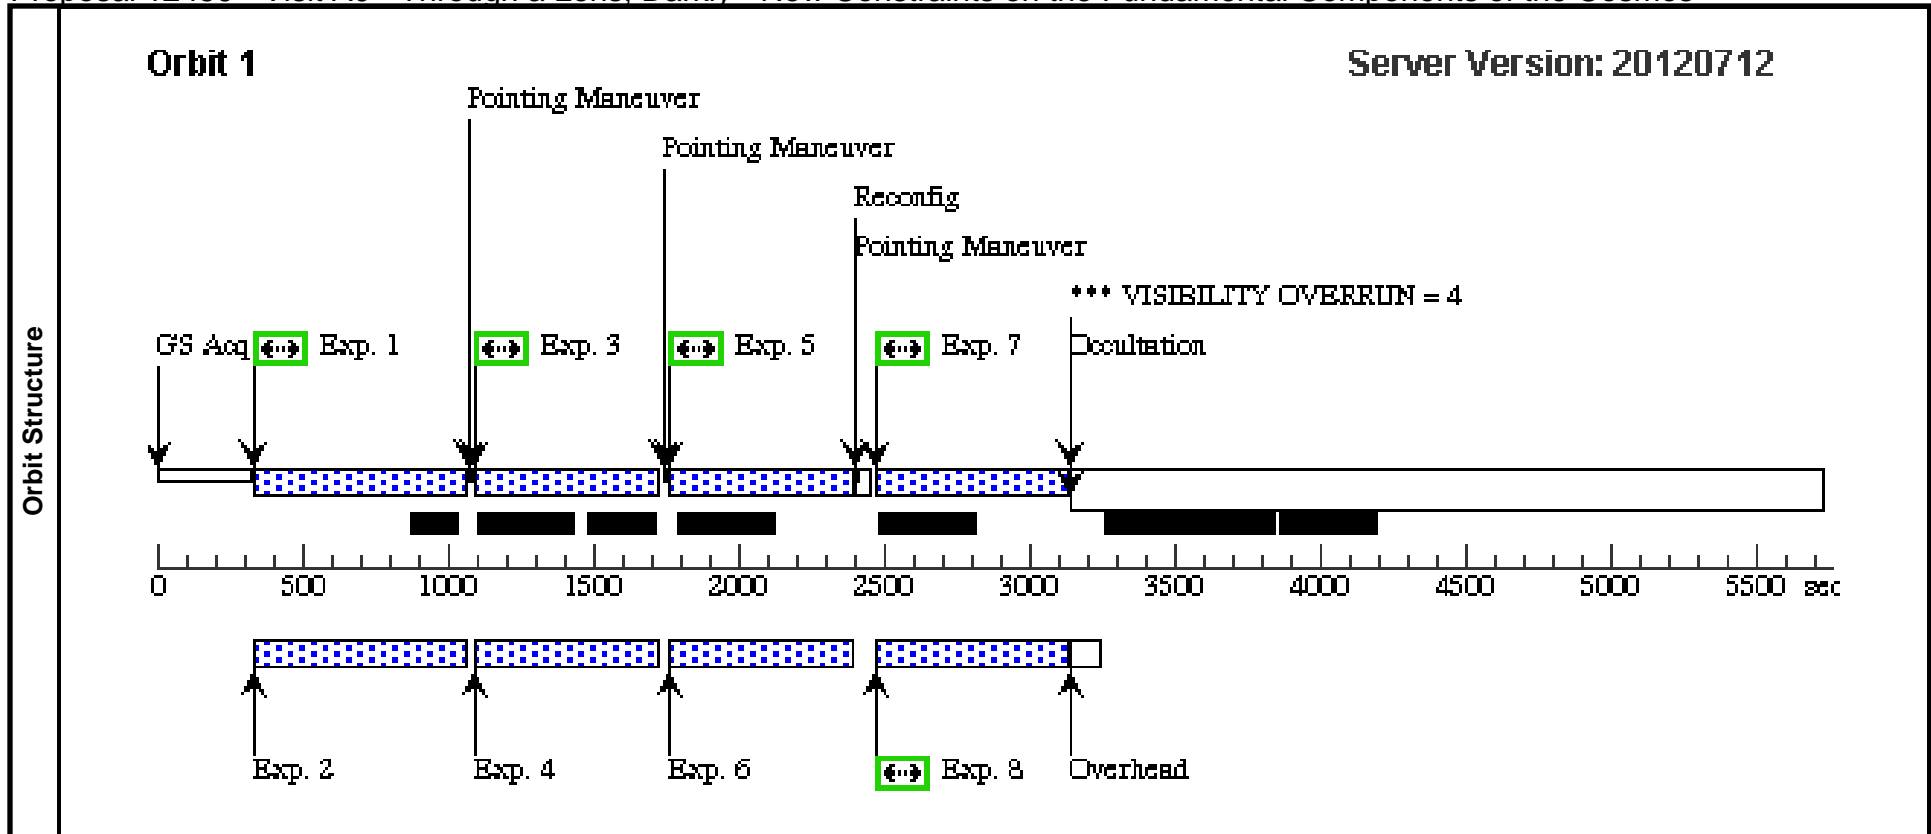 Orbit 1
Server Version: 20120712
Pointing Maneuver
Pointing Maneuver
Reconfig
Pointing Maneuver
*** VISIBILITY OVERRUN = 4
GS Acq
Exp. 1
Exp. 3
Exp. 5
Exp. 7
Occultation
Orbit Structure
0 500 1000 1500 2000 2500 3000 3500 4000 4500 5000 5500 sec
Exp. 2
Exp. 4
Exp. 6
Exp. 8
Overhead